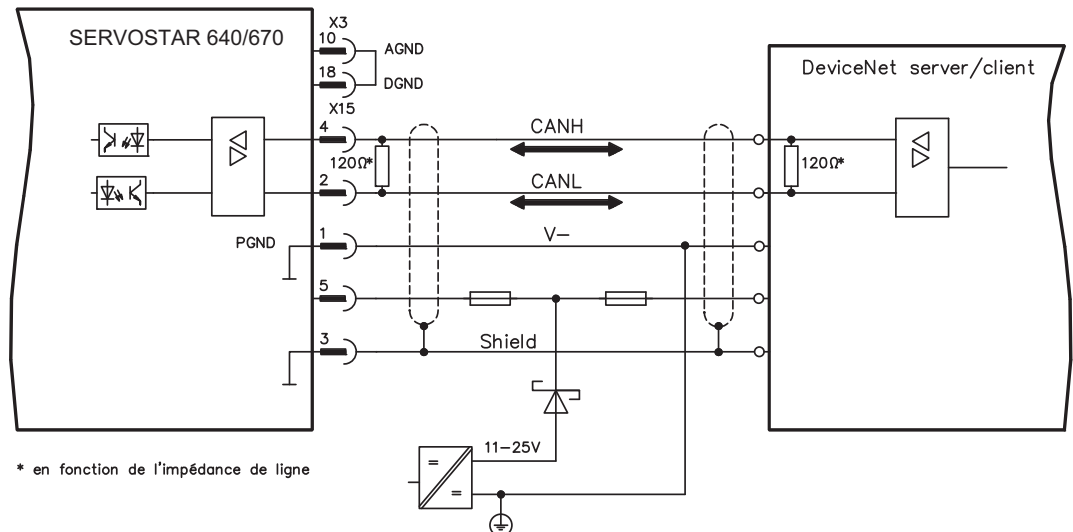 SERVOSTAR 640/670
X3
10
AGND
18
DGND
X15
DeviceNet server/client
4
CANH
120Ω*
120Ω*
2
CANL
PGND
1
V–
5
3
Shield
11–25V
* en fonction de l'impédance de ligne